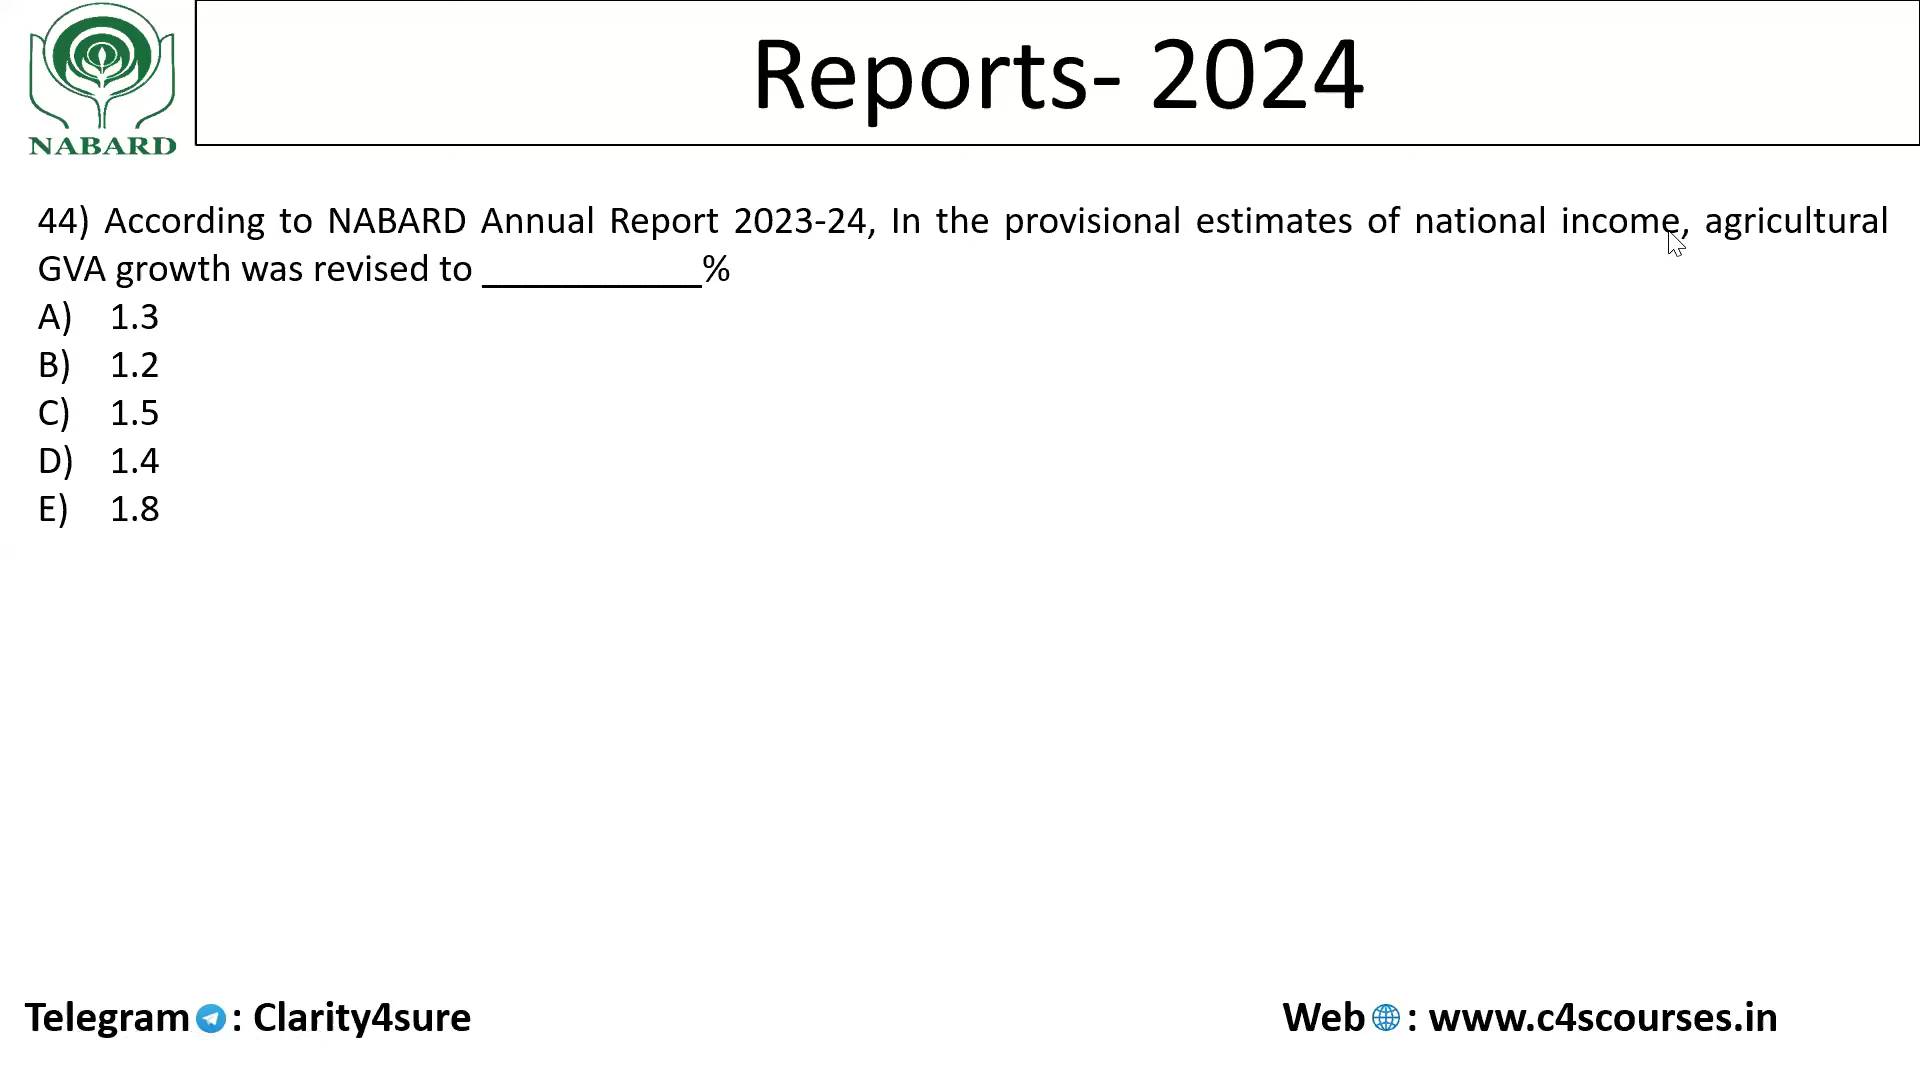 NABARD
Reports- 2024
44) According to NABARD Annual Report 2023-24, In the provisional estimates of national income, agricultural
GVA growth was revised to ___________%
A) 1.3
B) 1.2
C) 1.5
D) 1.4
E) 1.8
Telegram : Clarity4sure
Web : www.c4scourses.in